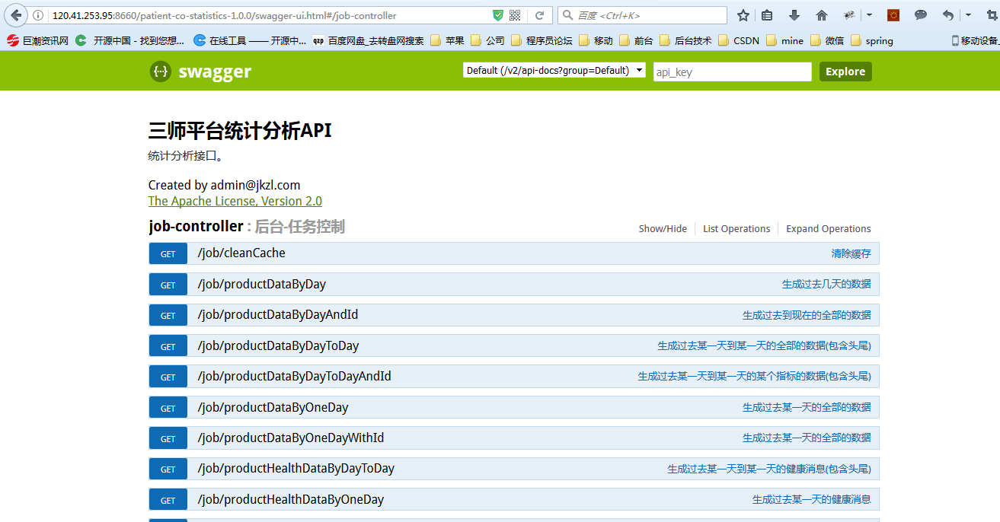 120.41.253.95:8660/patient-co-statistics-1.0.0/swagger-ui.html#/job-controller 百度 <Ctrl+K>
巨潮资讯网 开源中国 - 找到您想... 在线工具 —— 开源中... qzp 百度网盘_去转盘网搜索 苹果 公司 程序员论坛 移动 前台 后台技术 CSDN mine 微信 spring 移动设备
swagger Default (/v2/api-docs?group=Default) api_key Explore
三师平台统计分析API
统计分析接口。
Created by admin@jkzl.com
The Apache License, Version 2.0
job-controller : 后台-任务控制 Show/Hide List Operations Expand Operations
GET /job/cleanCache 清除缓存
GET /job/productDataByDay 生成过去几天的数据
GET /job/productDataByDayAndId 生成过去到现在的全部的数据
GET /job/productDataByDayToDay 生成过去某一天到某一天的全部的数据(包含头尾)
GET /job/productDataByDayToDayAndId 生成过去某一天到某一天的某个指标的数据(包含头尾)
GET /job/productDataByOneDay 生成过去某一天的全部的数据
GET /job/productDataByOneDayWithId 生成过去某一天的全部的数据
GET /job/productHealthDataByDayToDay 生成过去某一天到某一天的健康消息(包含头尾)
GET /job/productHealthDataByOneDay 生成过去某一天的健康消息